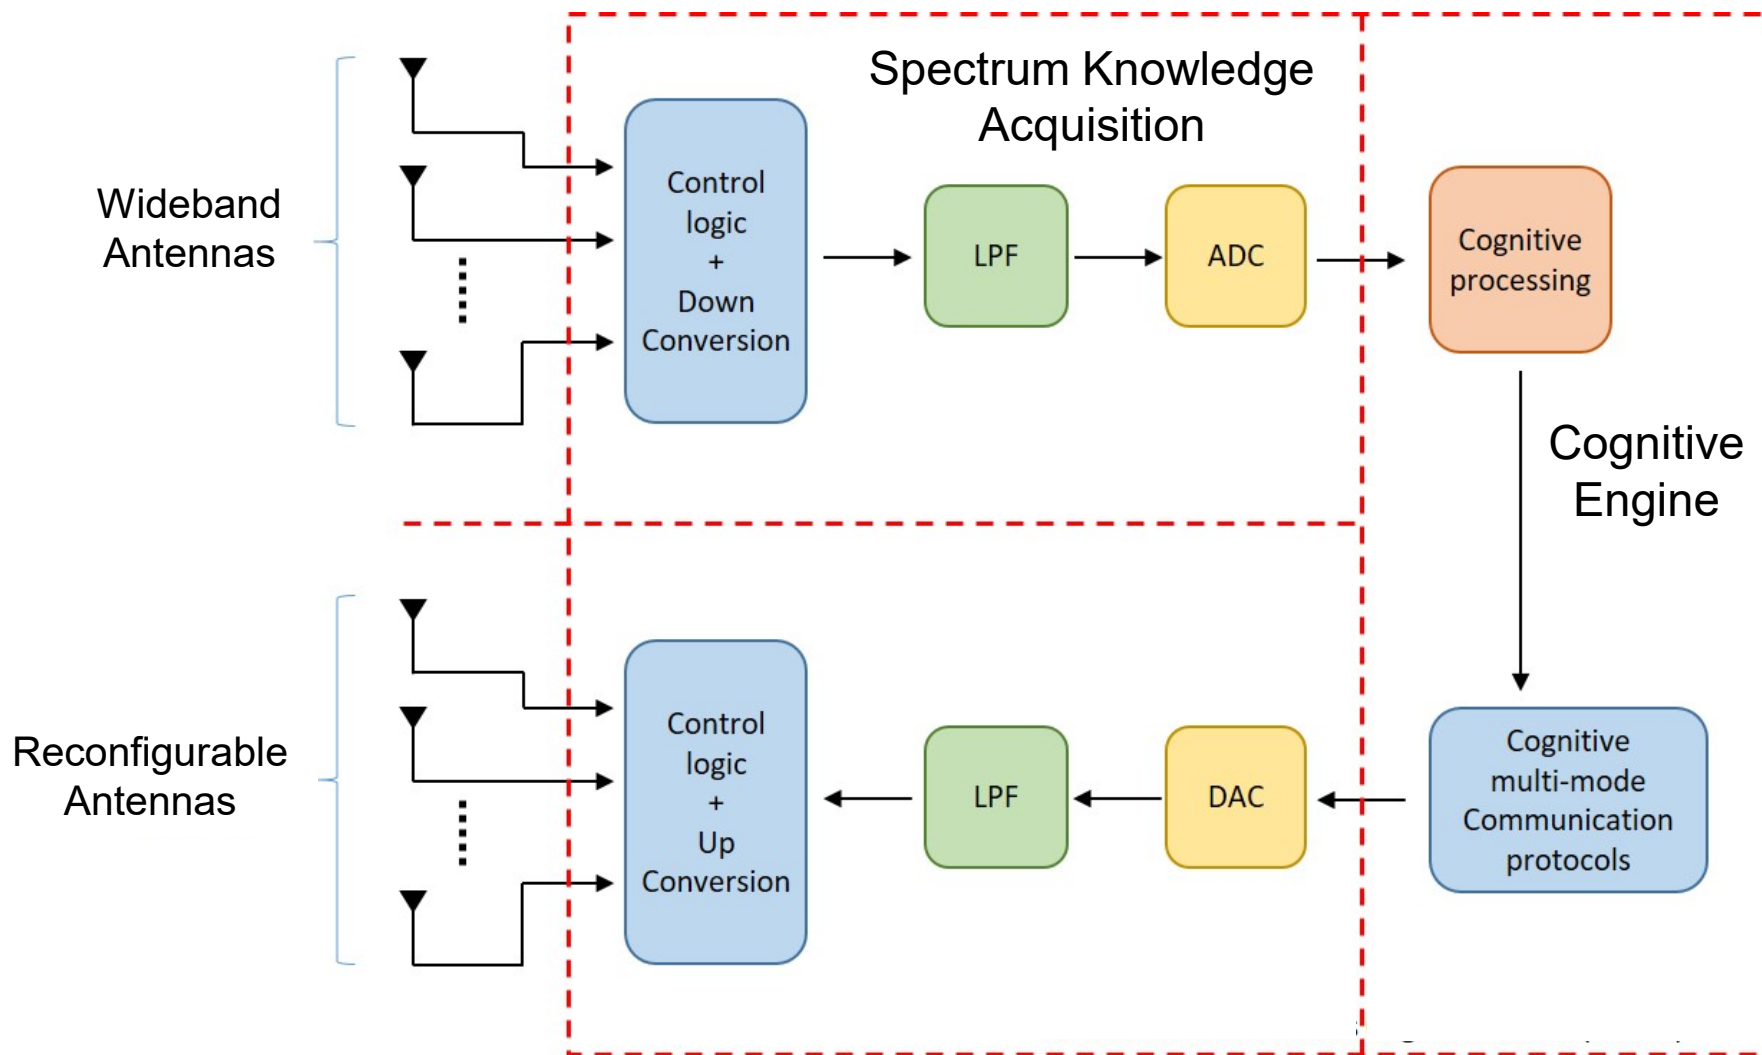 Spectrum Knowledge
Acquisition
Wideband
Antennas
Control
logic
+
Down
Conversion
LPF
ADC
Cognitive
processing
Cognitive
Engine
Reconfigurable
Antennas
Control
logic
+
Up
Conversion
LPF
DAC
Cognitive
multi-mode
Communication
protocols